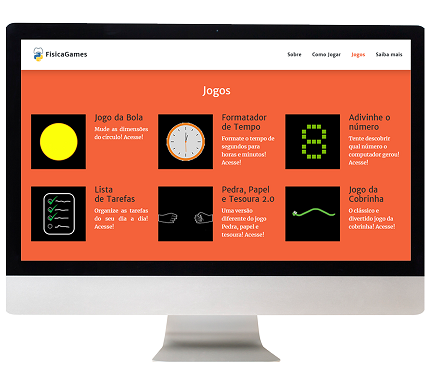 FisicaGames
Sobre Como Jogar Jogos Saiba mais
Jogos
Jogo da Bola
Mude as dimensões
do círculo! Acesse!
Formatador
de Tempo
Formate o tempo de
segundos para
horas e minutos!
Acesse!
Adivinhe o
número
Tente descobrir
qual número o
computador gerou!
Acesse!
Lista
de Tarefas
Organize as tarefas
do seu dia a dia!
Acesse!
Pedra, Papel
e Tesoura 2.0
Uma versão
diferente do jogo
Pedra, papel e
tesoura! Acesse!
Jogo da
Cobrinha
O clássico e
divertido jogo da
cobrinha! Acesse!